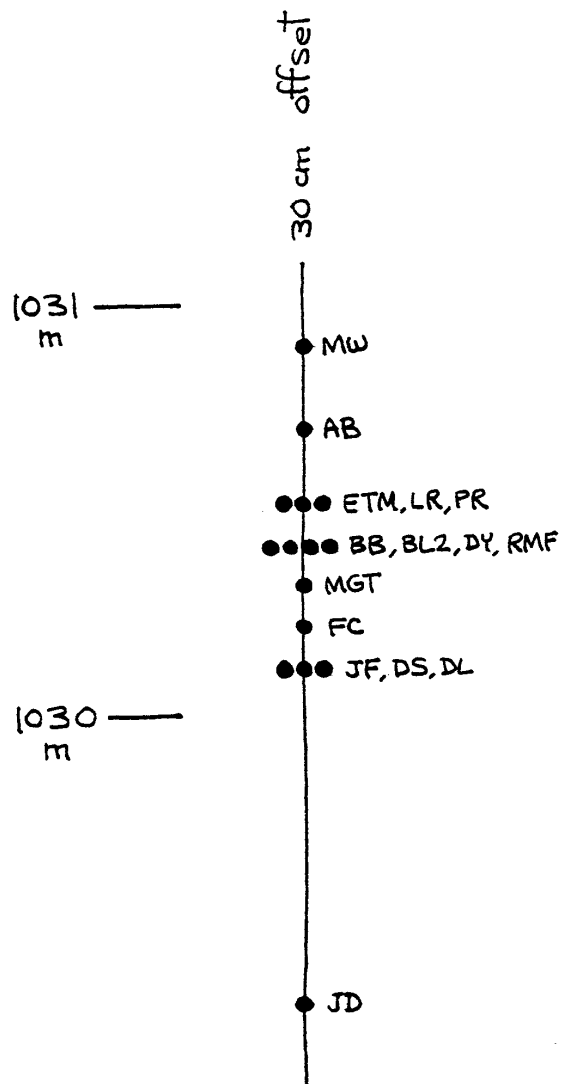 30 cm offset
1031
m
MW
AB
ETM, LR, PR
BB, BL2, DY, RMF
MGT
FC
JF, DS, DL
1030
m
JD